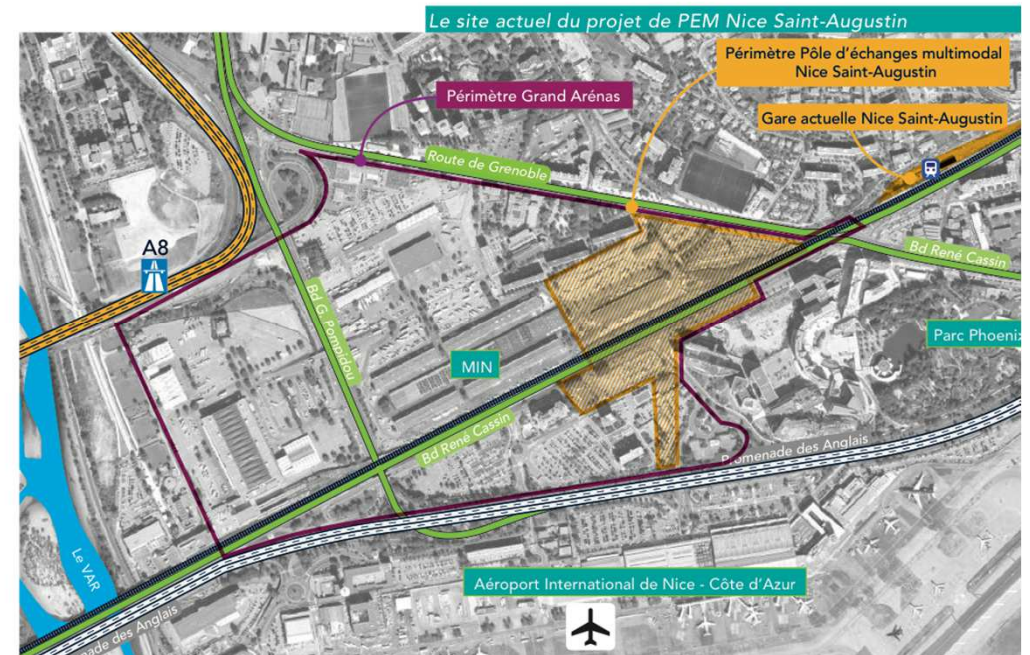 Le site actuel du projet de PEM Nice Saint-Augustin
Périmètre Pôle d'échanges multimodal
Nice Saint-Augustin
Périmètre Grand Arénas
Gare actuelle Nice Saint-Augustin
Route de Grenoble
A8
Bd René Cassin
Bd G. Pompidou
Parc Phoenix
MIN
Bd René Cassin
Promenade des Anglais
Le VAR
Aéroport International de Nice - Côte d'Azur
nade des Anglais